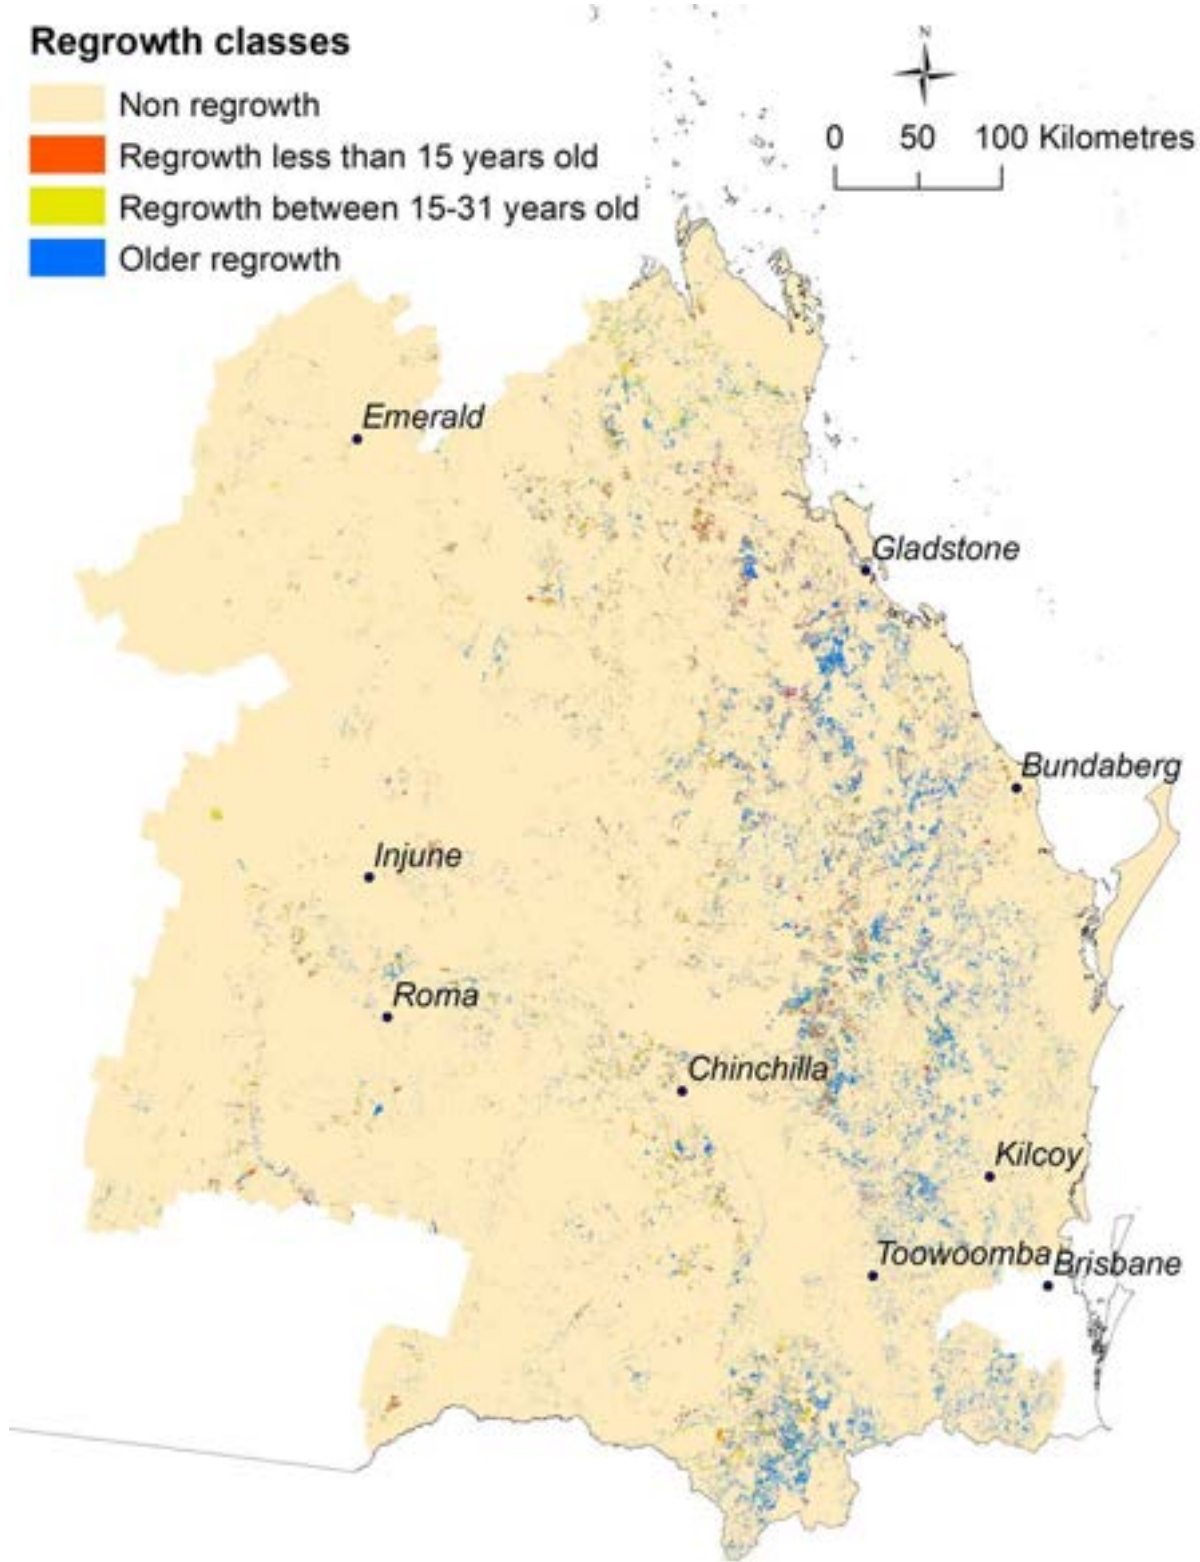 Regrowth classes
Non regrowth
Regrowth less than 15 years old
Regrowth between 15-31 years old
Older regrowth
N
0 50 100 Kilometres
Emerald
Gladstone
Bundaberg
Injune
Roma
Chinchilla
Kilcoy
Toowoomba
Brisbane